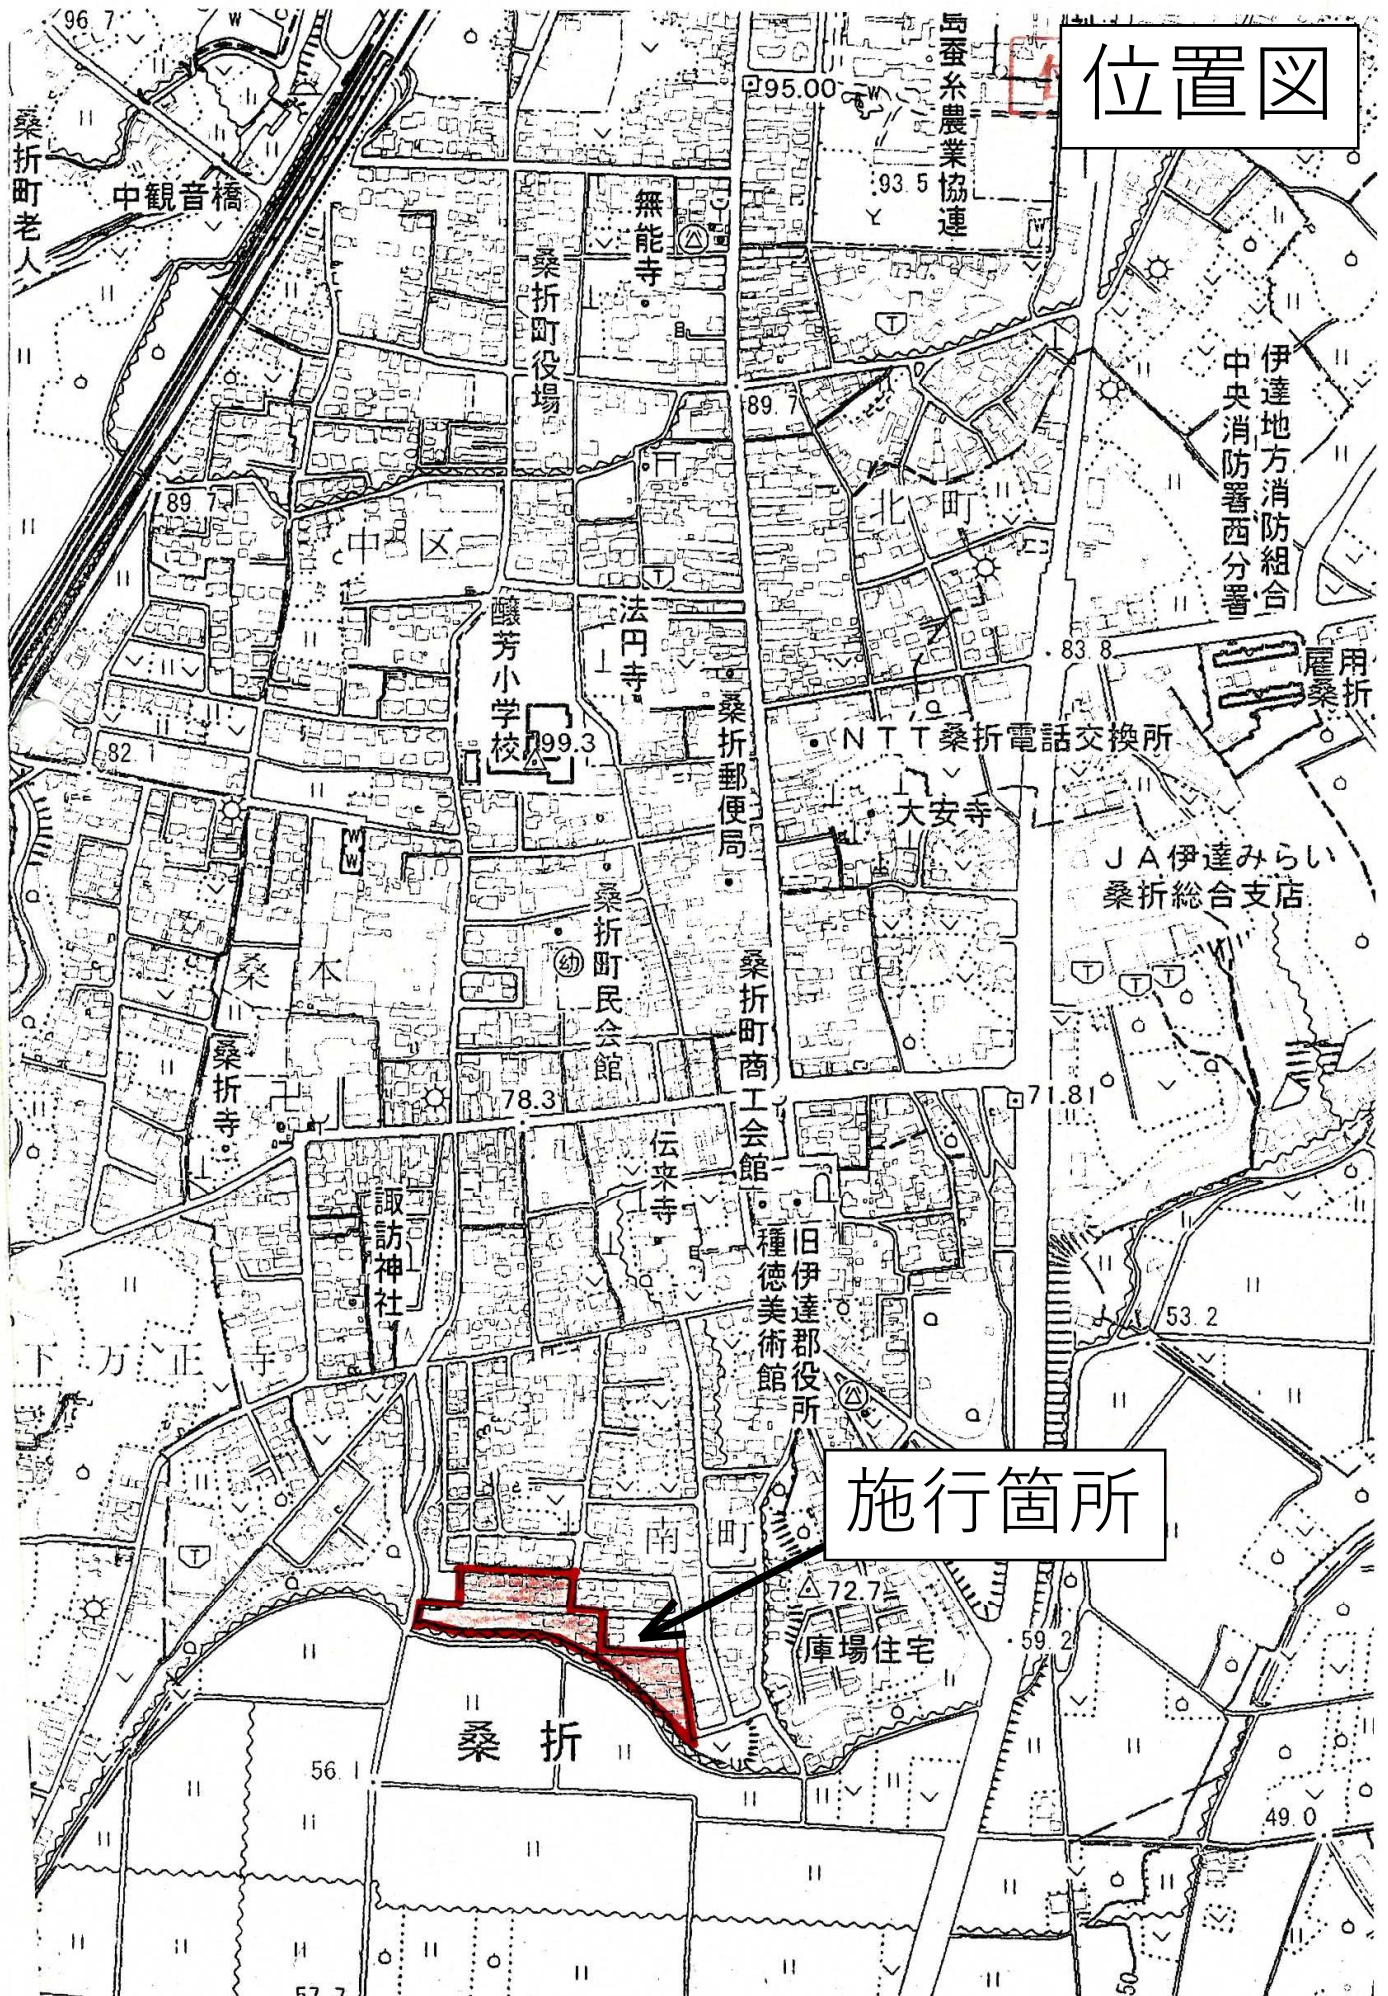 位置図
96.7
95.00
島蚕糸農業協連
93.5
桑折町老人
中観音橋
無能寺
桑折町役場
伊達地方消防組合
中央消防署西分署
89.7
89.7
北町
中区
醸芳小学校
法円寺
83.8
雇用
桑折
99.3
桑折郵便局
NTT桑折電話交換所
82.1
大安寺
W
W
JA伊達みらい
桑折総合支店
桑折町民会館
幼
桑本
桑折町商工会館
桑折寺
78.3
71.81
伝来寺
諏訪神社
旧伊達郡役所
種徳美術館
53.2
下万正寺
施行箇所
南町
72.7
庫場住宅
59.2
桑折
56.1
49.0
57.7
50